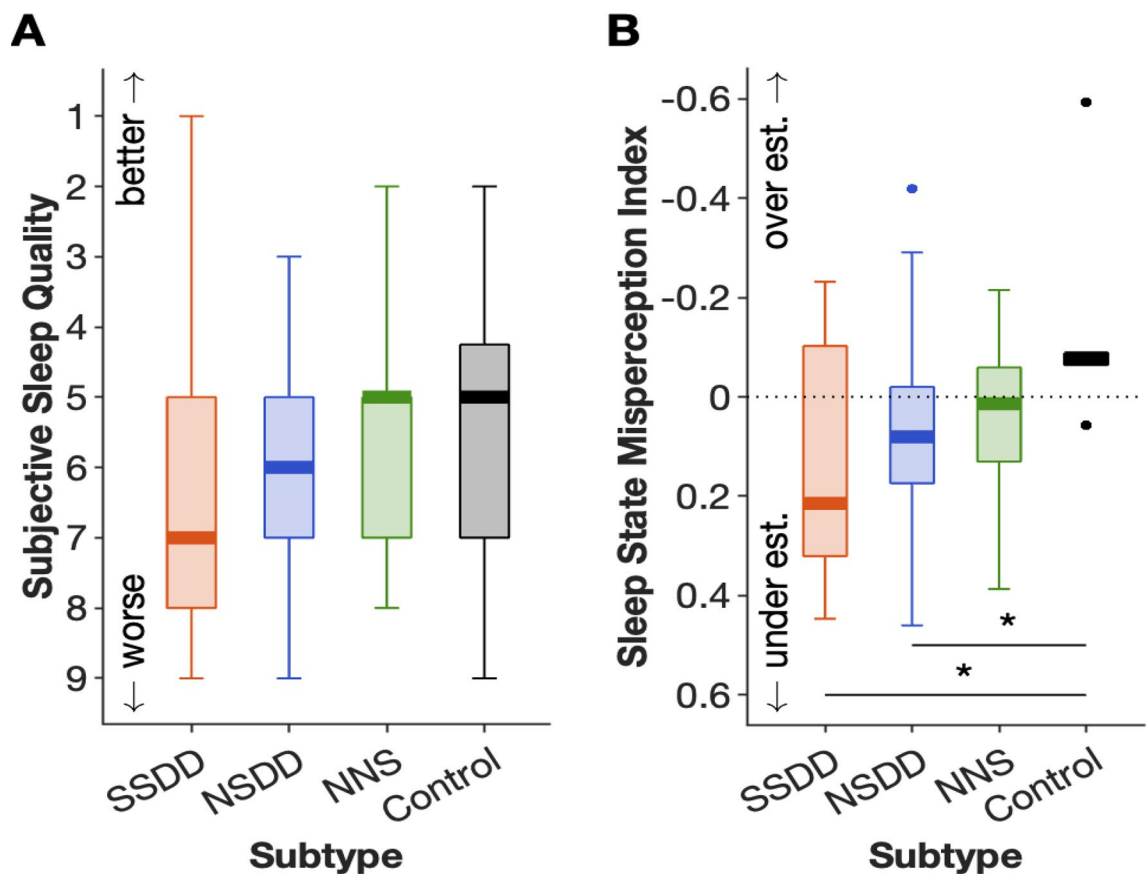 A
Subjective Sleep Quality
better →
← worse
1
2
3
4
5
6
7
8
9
SSDD
NSDD
NNS
Control
Subtype
B
Sleep State Misperception Index
over est. →
← under est.
-0.6
-0.4
-0.2
0
0.2
0.4
0.6
*
*
SSDD
NSDD
NNS
Control
Subtype